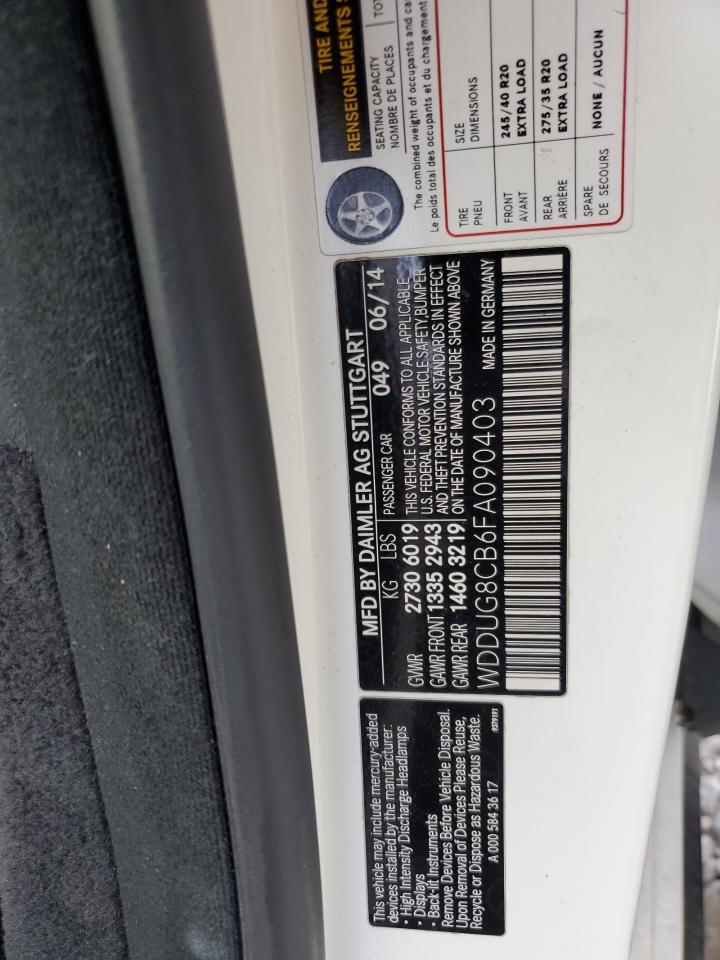 TIRE AND
RENSEIGNEMENTS S
SEATING CAPACITY
NOMBRE DE PLACES
TOT
The combined weight of occupants and ca
Le poids total des occupants et du chargement
TIRE
PNEU
SIZE
DIMENSIONS
FRONT
AVANT
245/40 R20
EXTRA LOAD
REAR
ARRIÈRE
275/35 R20
EXTRA LOAD
SPARE
DE SECOURS
NONE / AUCUN
MFD BY DAIMLER AG STUTTGART
KG LBS PASSENGER CAR 049 06/14
GVWR 2730 6019
GAWR FRONT 1335 2943
GAWR REAR 1460 3219
THIS VEHICLE CONFORMS TO ALL APPLICABLE
U.S. FEDERAL MOTOR VEHICLE SAFETY, BUMPER
AND THEFT PREVENTION STANDARDS IN EFFECT
ON THE DATE OF MANUFACTURE SHOWN ABOVE
WDDUG8CB6FA090403 MADE IN GERMANY
This vehicle may include mercury-added
devices installed by the manufacturer:
• High Intensity Discharge Headlamps
• Displays
• Back-lit Instruments
Remove Devices Before Vehicle Disposal.
Upon Removal of Devices Please Reuse,
Recycle or Dispose as Hazardous Waste.
A 000 584 36 17